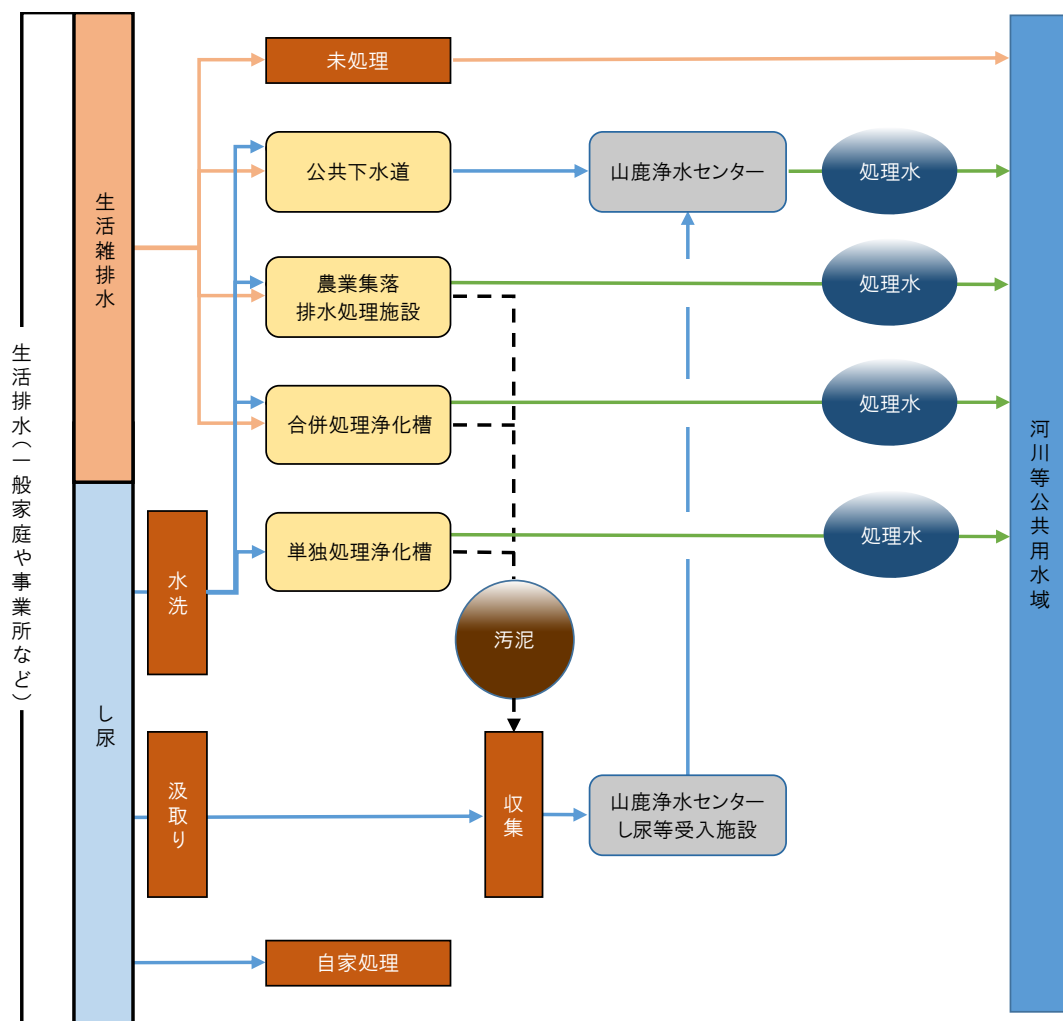 生活排水(一般家庭や事業所など)
生活雑排水
し尿
水洗
汲取り
未処理
公共下水道
山鹿浄水センター
処理水
農業集落
排水処理施設
処理水
合併処理浄化槽
処理水
単独処理浄化槽
処理水
汚泥
収集
山鹿浄水センター
し尿等受入施設
自家処理
河川等公共用水域